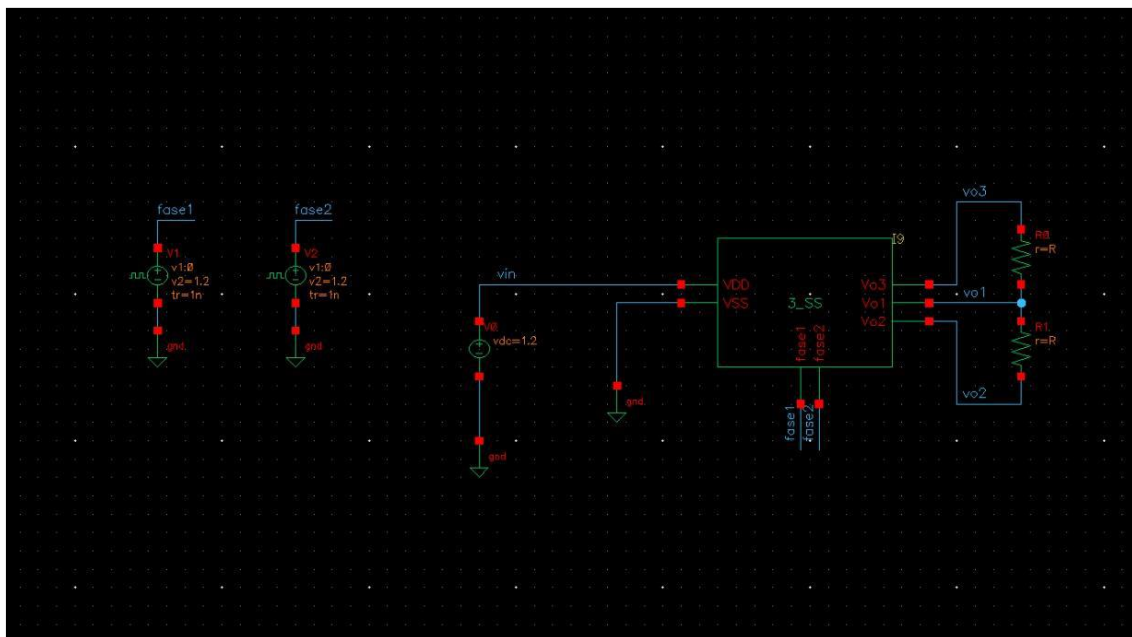 fase1
V1
v1:0
v2=1.2
tr=1n
gnd
fase2
V2
v1:0
v2=1.2
tr=1n
gnd
vin
V0
vdc=1.2
gnd
gnd
I9
VDD
VSS
3_SS
Vo3
Vo1
Vo2
fase1
fase2
fase1
fase2
vo3
R0
r=R
vo1
R1
r=R
vo2